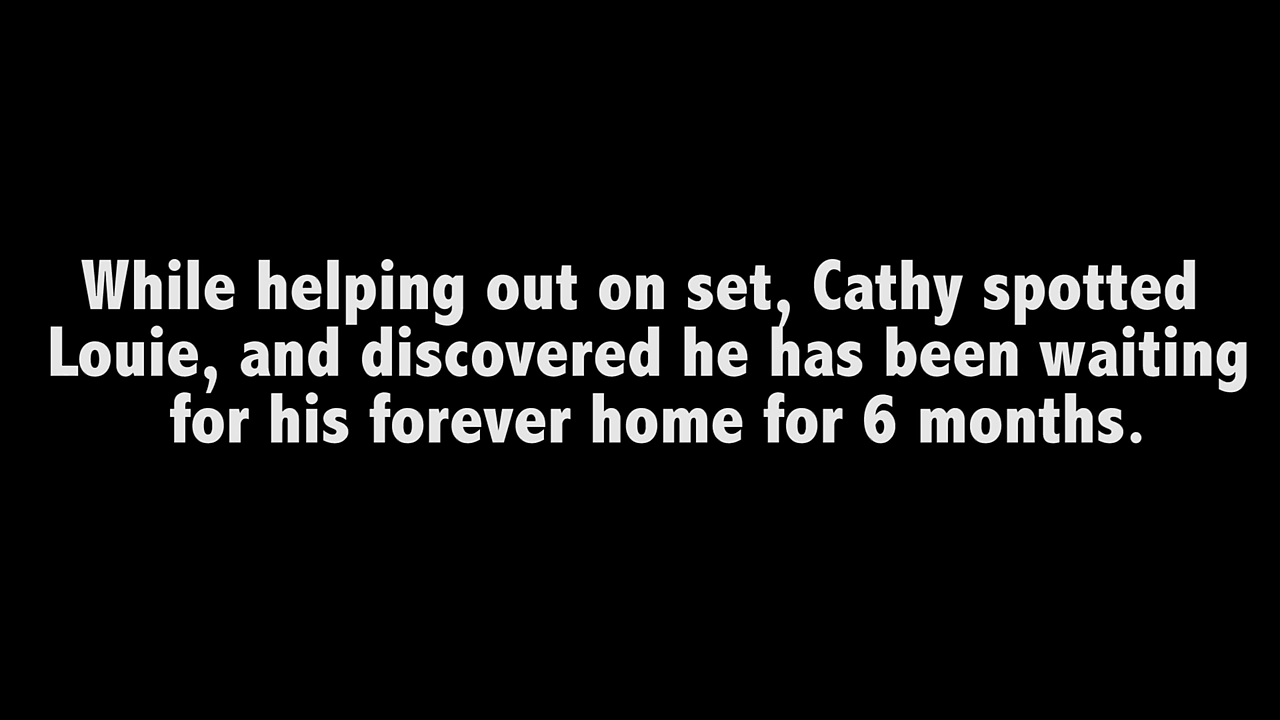 While helping out on set, Cathy spotted
Louie, and discovered he has been waiting
for his forever home for 6 months.